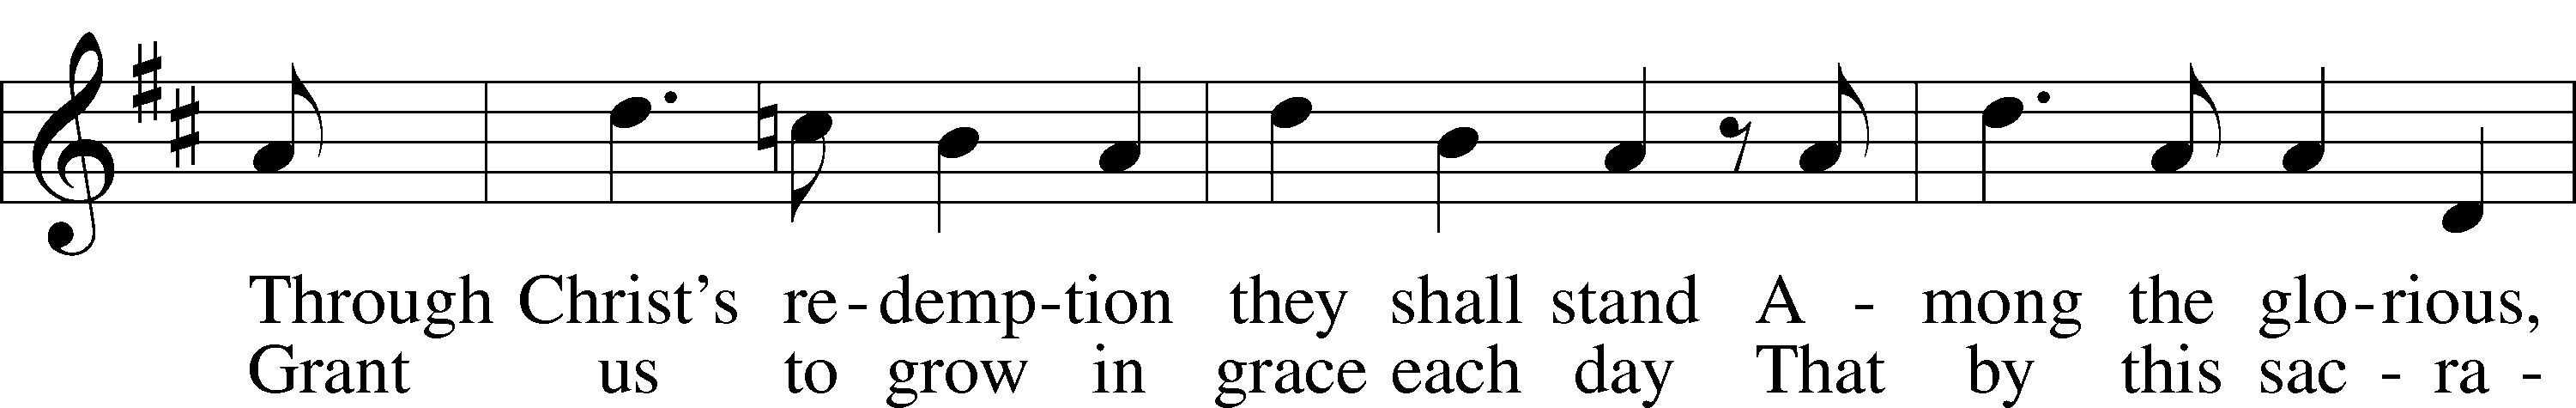 Through Christ's re-demp-tion they shall stand A - mong the glo-rious,
Grant us to grow in grace each day That by this sac - ra -